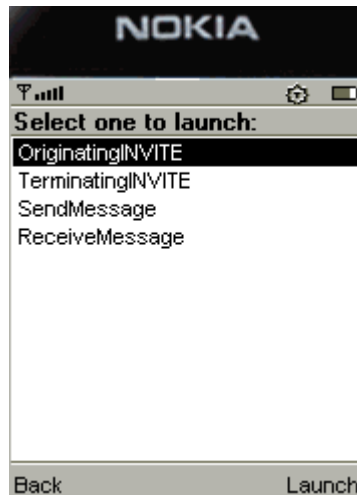 NOKIA
Select one to launch:
OriginatingINVITE
TerminatingINVITE
SendMessage
ReceiveMessage
Back Launch